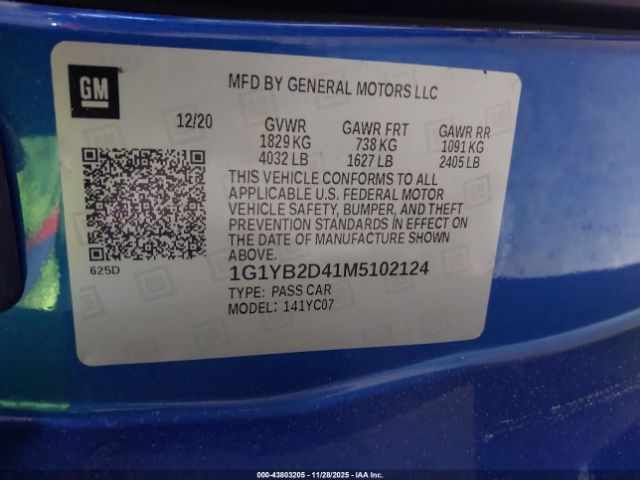 GM
MFD BY GENERAL MOTORS LLC
12/20 GVWR GAWR FRT GAWR RR
1829 KG 738 KG 1091 KG
4032 LB 1627 LB 2405 LB
THIS VEHICLE CONFORMS TO ALL
APPLICABLE U.S. FEDERAL MOTOR
VEHICLE SAFETY, BUMPER, AND THEFT
PREVENTION STANDARDS IN EFFECT ON
THE DATE OF MANUFACTURE SHOWN
ABOVE.
625D
1G1YB2D41M5102124
TYPE: PASS CAR
MODEL: 141YC07
000-43803205 - 11/28/2025 - COPYRIGHT © IAA